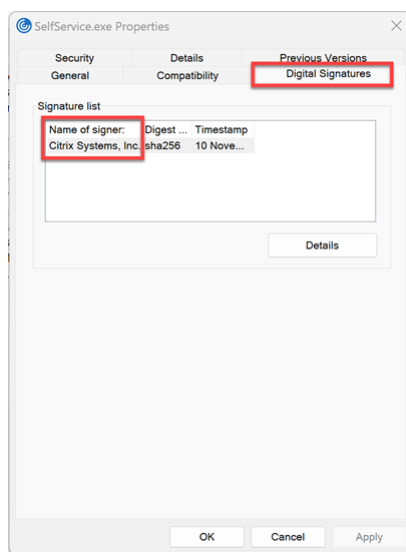 SelfService.exe Properties
Security Details Previous Versions
General Compatibility Digital Signatures
Signature list
Name of signer: Digest ... Timestamp
Citrix Systems, Inc. sha256 10 Nove...
Details
OK Cancel Apply